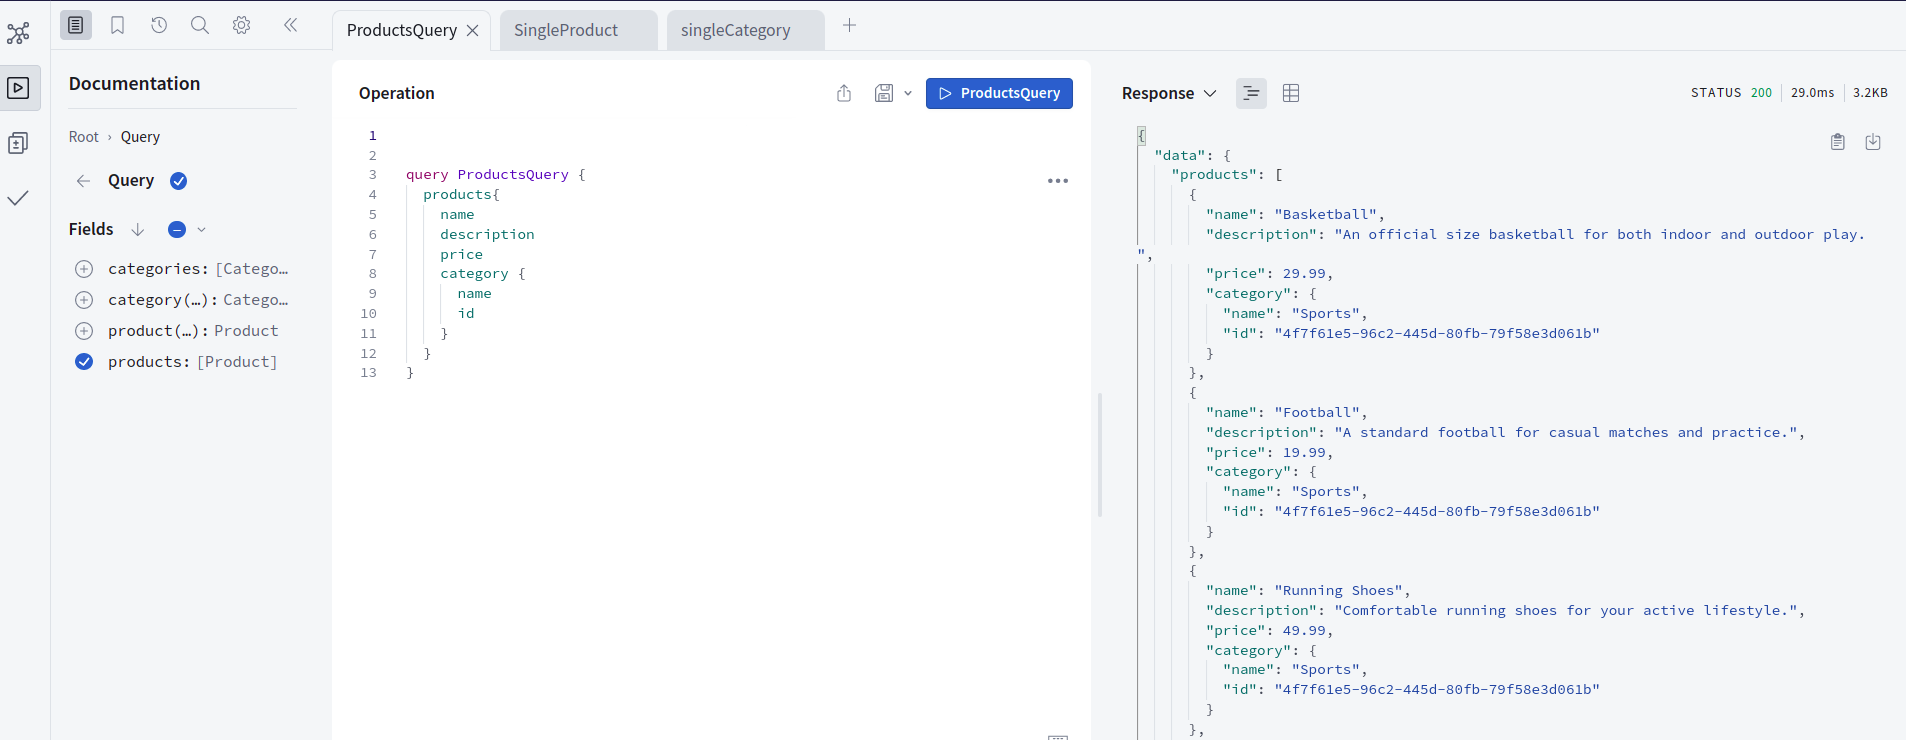 ProductsQuery
SingleProduct
singleCategory
Documentation
Root › Query
Query
Fields
categories: [Catego…
category(…): Catego…
product(…): Product
products: [Product]
Operation
ProductsQuery
1
2
3 query ProductsQuery {
4 products{
5 name
6 description
7 price
8 category {
9 name
10 id
11 }
12 }
13 }
Response
STATUS 200 29.0ms 3.2KB
{
"data": {
"products": [
{
"name": "Basketball",
"description": "An official size basketball for both indoor and outdoor play.
",
"price": 29.99,
"category": {
"name": "Sports",
"id": "4f7f61e5-96c2-445d-80fb-79f58e3d061b"
}
},
{
"name": "Football",
"description": "A standard football for casual matches and practice.",
"price": 19.99,
"category": {
"name": "Sports",
"id": "4f7f61e5-96c2-445d-80fb-79f58e3d061b"
}
},
{
"name": "Running Shoes",
"description": "Comfortable running shoes for your active lifestyle.",
"price": 49.99,
"category": {
"name": "Sports",
"id": "4f7f61e5-96c2-445d-80fb-79f58e3d061b"
}
},